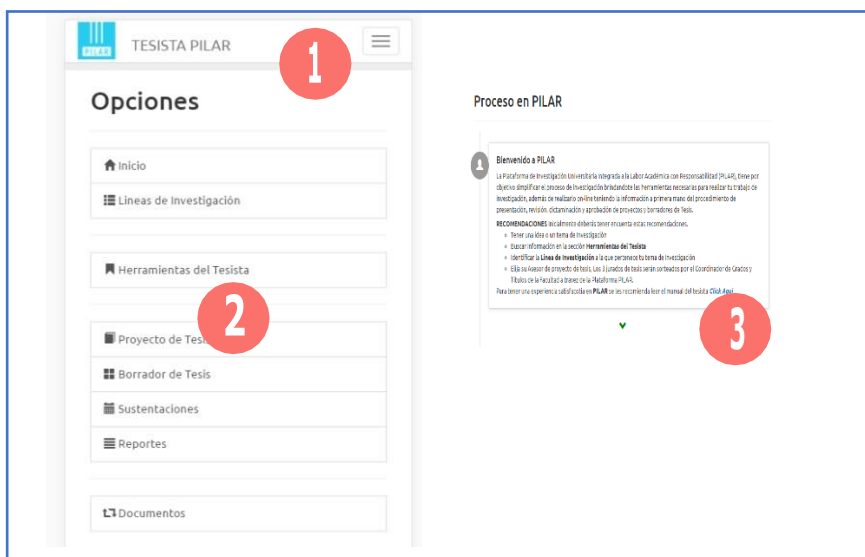 PILAR
TESISTA PILAR
1
Opciones
Inicio
Lineas de Investigación
Herramientas del Tesista
2
Proyecto de Tesis
Borrador de Tesis
Sustentaciones
Reportes
Documentos
Proceso en PILAR
1
Bienvenido a PILAR
La Plataforma de Investigación Universitaria Integrada a la Labor Académica con Responsabilidad (PILAR), tiene por
objetivo simplificar el proceso de investigación brindandote las herramientas necesarias para realizar tu trabajo de
investigación, además de realizarlo on-line teniendo la información a primera mano del procedimiento de
presentación, revisión, dictaminación y aprobación de proyectos y borradores de Tesis.
RECOMENDACIONES Inicialmente deberás tener encuenta estas recomendaciones.
Tener una idea o un tema de Investigación
Buscar información en la sección Herramientas del Tesista
Identificar la Línea de Investigación a la que pertenece tu tema de investigación
Elija su Asesor de proyecto de tesis. Los 3 jurados de tesis serán sorteados por el Coordinador de Grados y
Títulos de la Facultad a travez de la Plataforma PILAR.
Para tener una experiencia satisfacotia en PILAR se les recomienda leer el manual del tesista Click Aquí
3